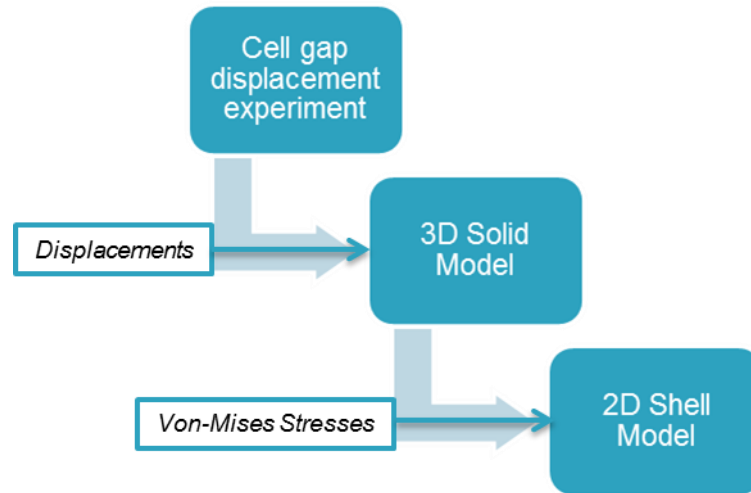 Cell gap
displacement
experiment
Displacements
3D Solid
Model
Von-Mises Stresses
2D Shell
Model